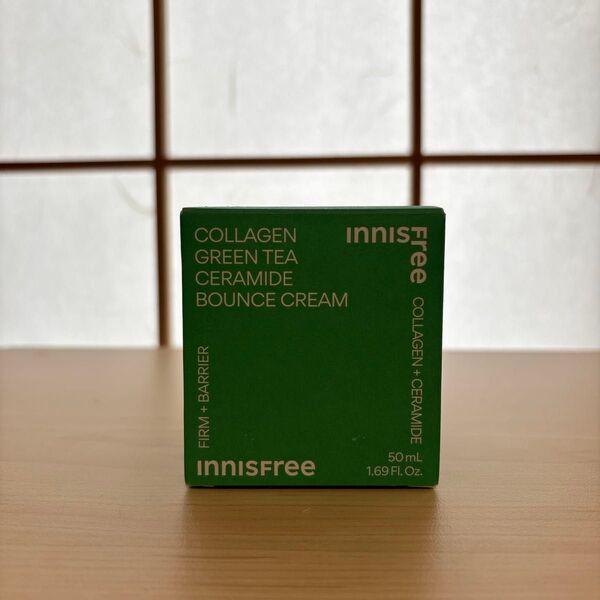 COLLAGEN
GREEN TEA
CERAMIDE
BOUNCE CREAM
INNISFree
COLLAGEN + CERAMIDE
FIRM + BARRIER
INNISFree
50 mL
1.69 Fl. Oz.